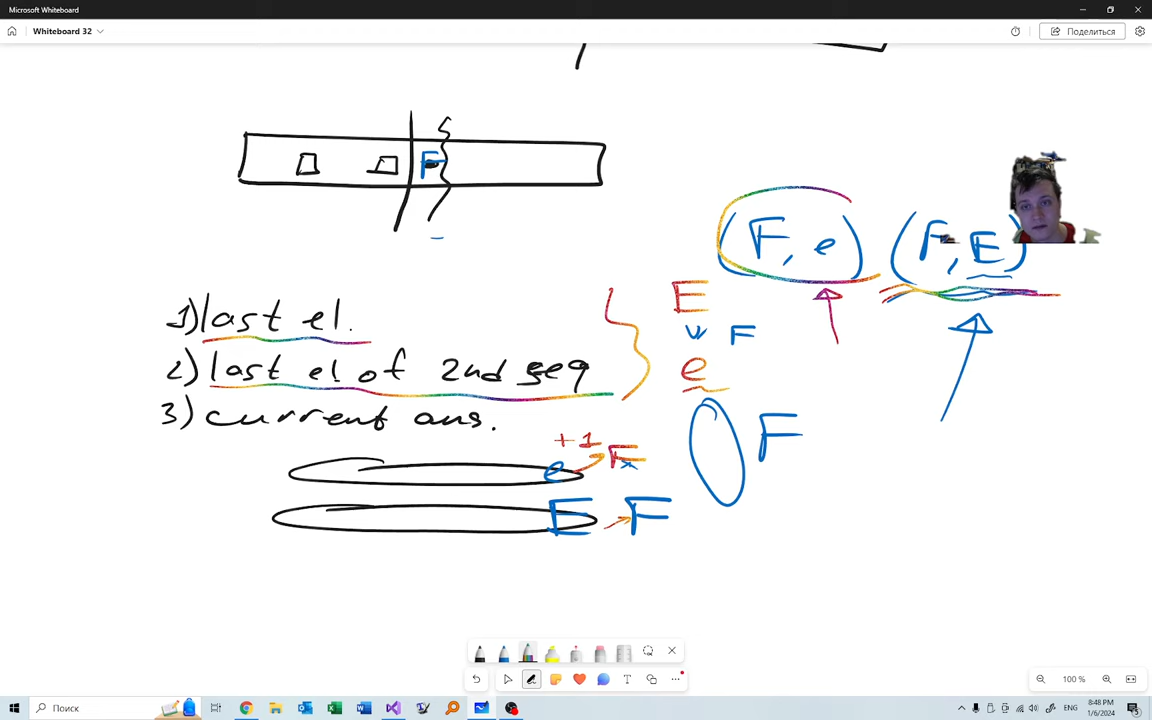 Microsoft Whiteboard
Whiteboard 32
Поделиться
F
(F, e) (F, E)
1) last el.
2) last el of 2nd seq
3) current ans.
E
w F
e
F
+1
e Fx
E F
100 %
Поиск
ENG
8:48 PM
1/6/2024